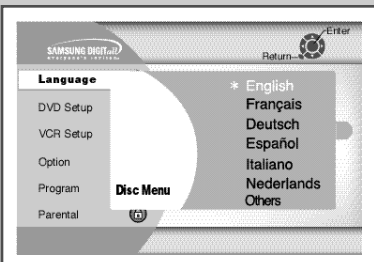 Enter
SAMSUNG DIGITall
Return
Language
DVD Setup
VCR Setup
Option
Program
Parental
Disc Menu
* English
Français
Deutsch
Español
Italiano
Nederlands
Others